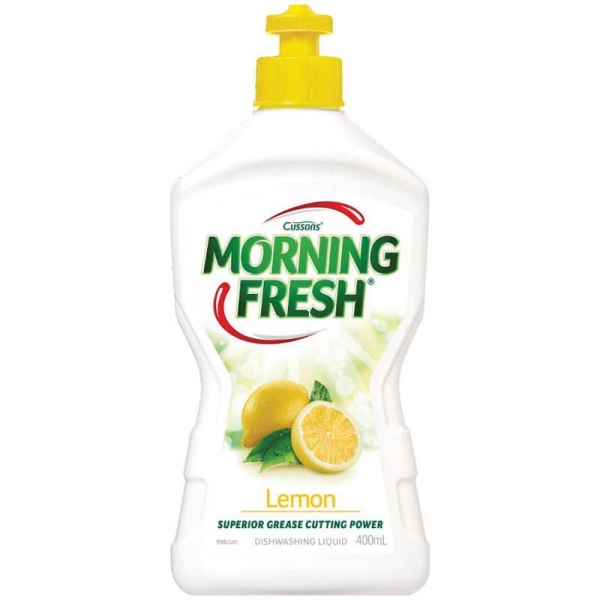 Cussons®
MORNING
FRESH®
Lemon
SUPERIOR GREASE CUTTING POWER
DISHWASHING LIQUID 400mL